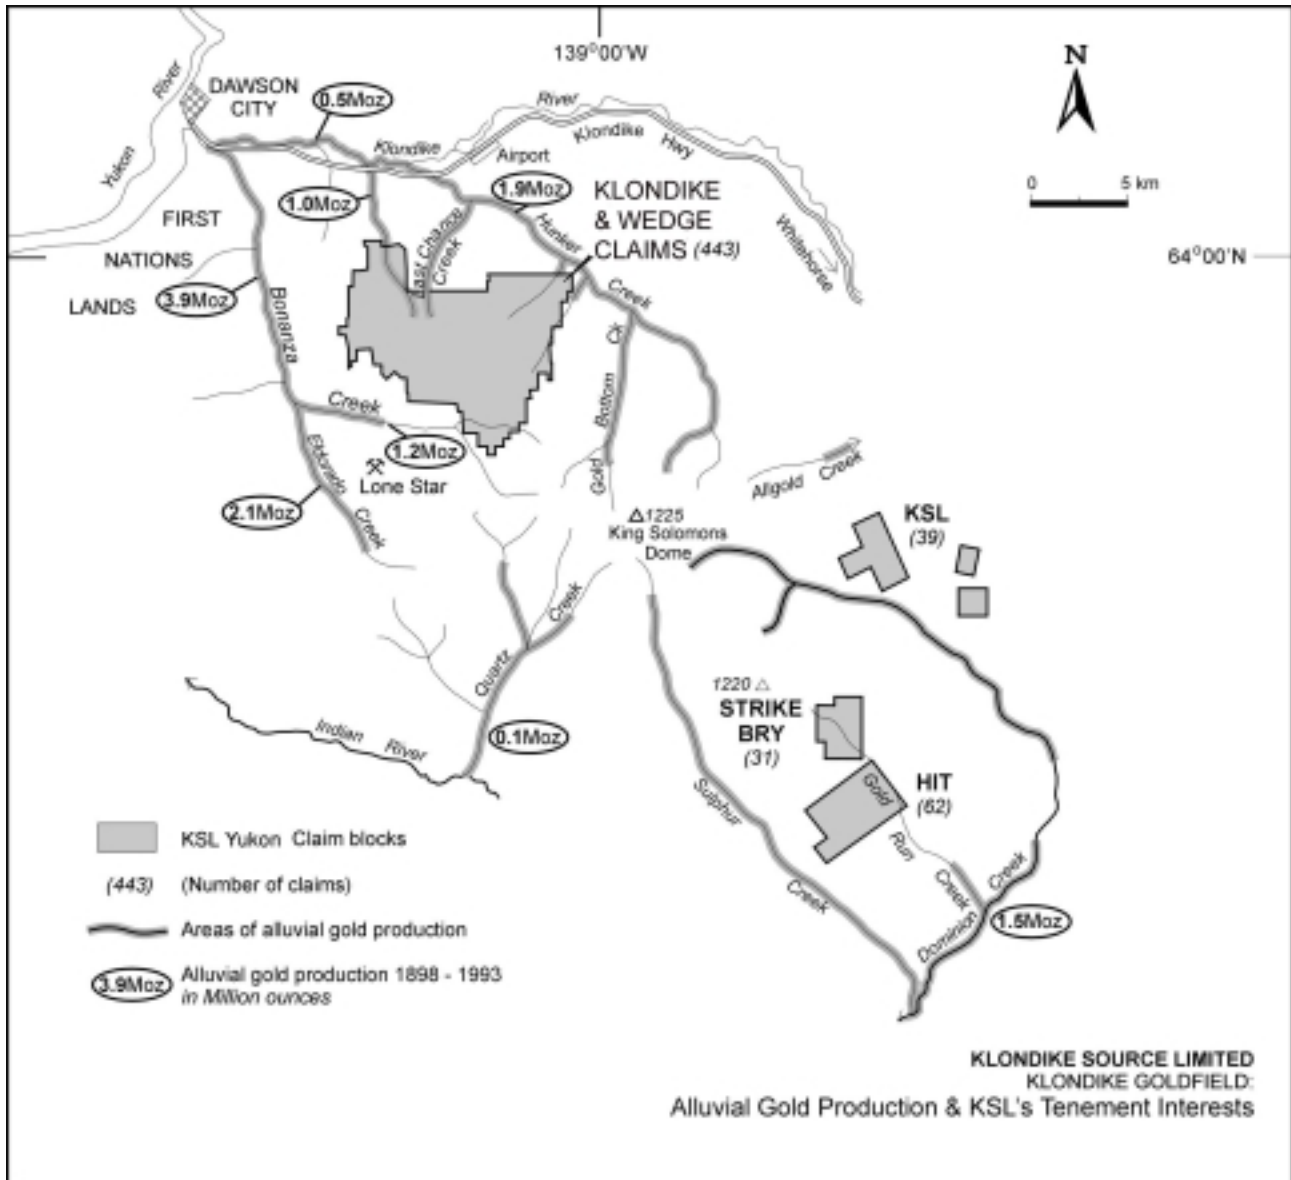 139°00'W
N
River
DAWSON
CITY
0.5Moz
River
Klondike
Klondike
Hwy
Airport
Yukon
1.0Moz
1.9Moz
KLONDIKE
& WEDGE
CLAIMS (443)
0 5 km
FIRST
NATIONS
LANDS
Last Chance
Creek
Hunker
Creek
Whitehorse
64°00'N
3.9Moz
Bonanza
Creek
1.2Moz
Lone Star
Eldorado
Creek
2.1Moz
Gold Bottom
Allgold Creek
△1225
King Solomons
Dome
KSL
(39)
Quartz
Creek
0.1Moz
Indian River
1220 △
STRIKE
BRY
(31)
HIT
(62)
Gold
Run
Creek
Sulphur
Creek
Dominion
Creek
1.5Moz
KSL Yukon Claim blocks
(443) (Number of claims)
Areas of alluvial gold production
3.9Moz Alluvial gold production 1898 - 1993
in Million ounces
KLONDIKE SOURCE LIMITED
KLONDIKE GOLDFIELD:
Alluvial Gold Production & KSL's Tenement Interests